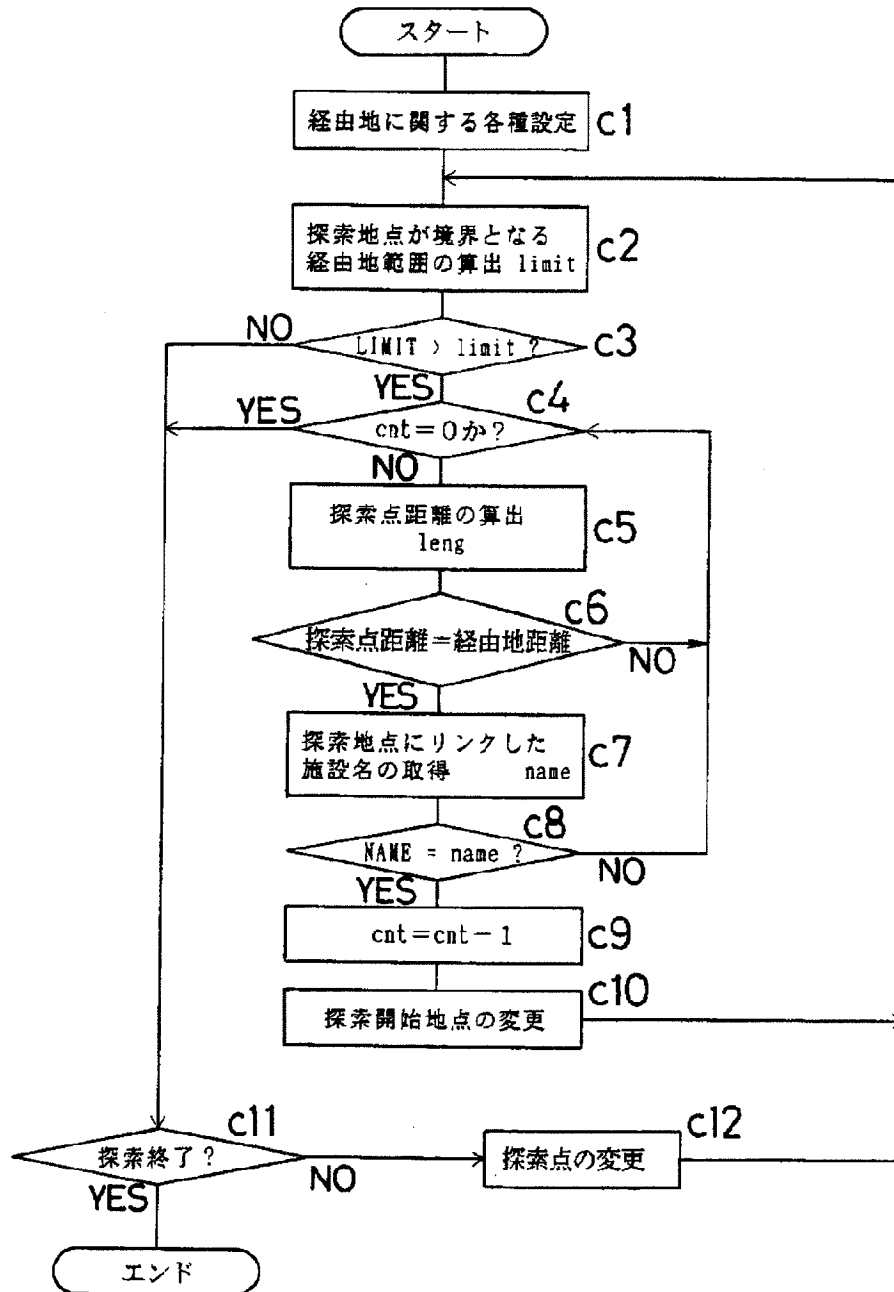 スタート
経由地に関する各種設定 c1
探索地点が境界となる
経由地範囲の算出 limit
c2
NO
LIMIT > limit ?
c3
YES
YES
c4
cnt=0か?
NO
探索点距離の算出
leng
c5
c6
探索点距離=経由地距離
NO
YES
探索地点にリンクした
施設名の取得 name
c7
c8
NAME = name ?
NO
YES
cnt=cnt-1
c9
c10
探索開始地点の変更
c11
探索終了?
NO
c12
探索点の変更
YES
エンド